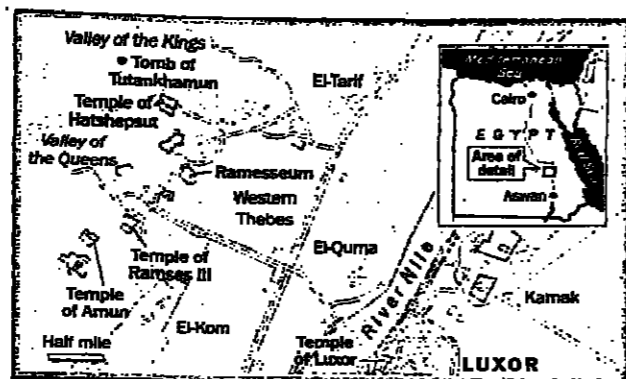 Valley of the Kings
Tomb of
Tutankhamun
Temple of
Hatshepsut
Valley of
the Queens
El-Tarif
Ramesseum
Western
Thebes
El-Qurna
Temple of
Ramses III
Temple
of Amun
El-Kom
Half mile
Temple
of Luxor
River Nile
Karnak
LUXOR
Mediterranean
Sea
Cairo
EGYPT
Area of
detail
Aswan